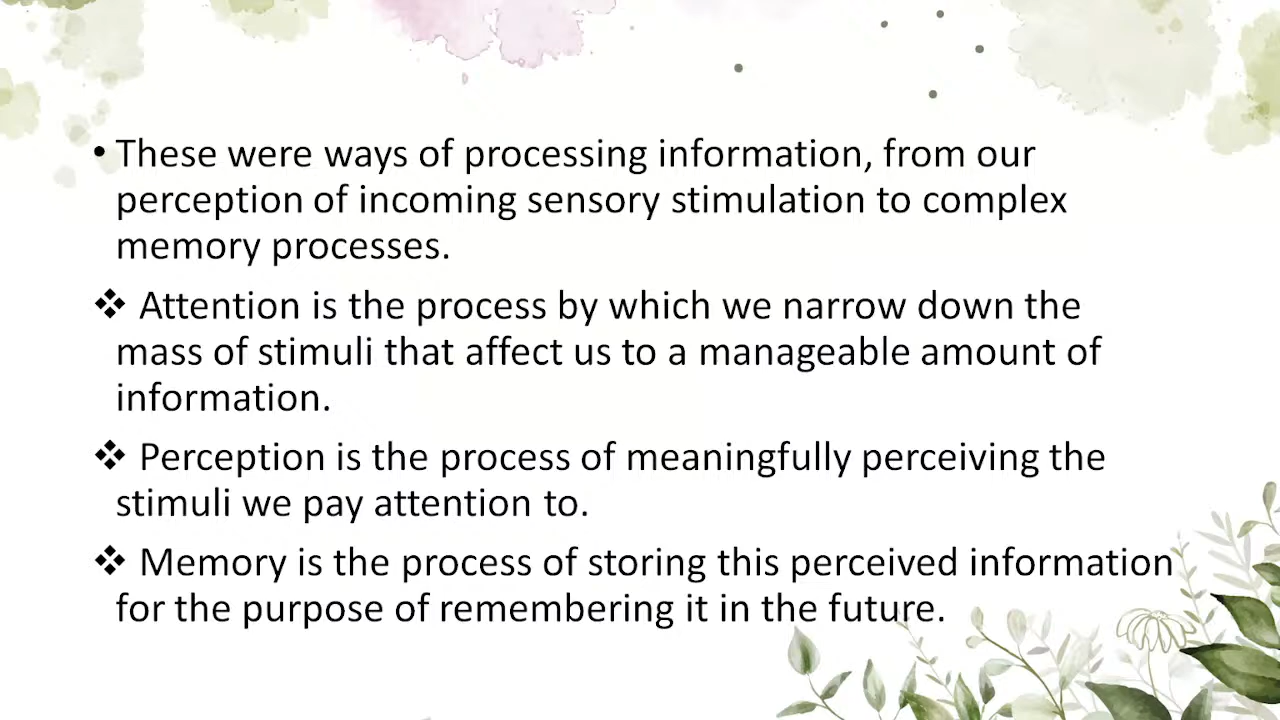 • These were ways of processing information, from our
perception of incoming sensory stimulation to complex
memory processes.
❖ Attention is the process by which we narrow down the
mass of stimuli that affect us to a manageable amount of
information.
❖ Perception is the process of meaningfully perceiving the
stimuli we pay attention to.
❖ Memory is the process of storing this perceived information
for the purpose of remembering it in the future.